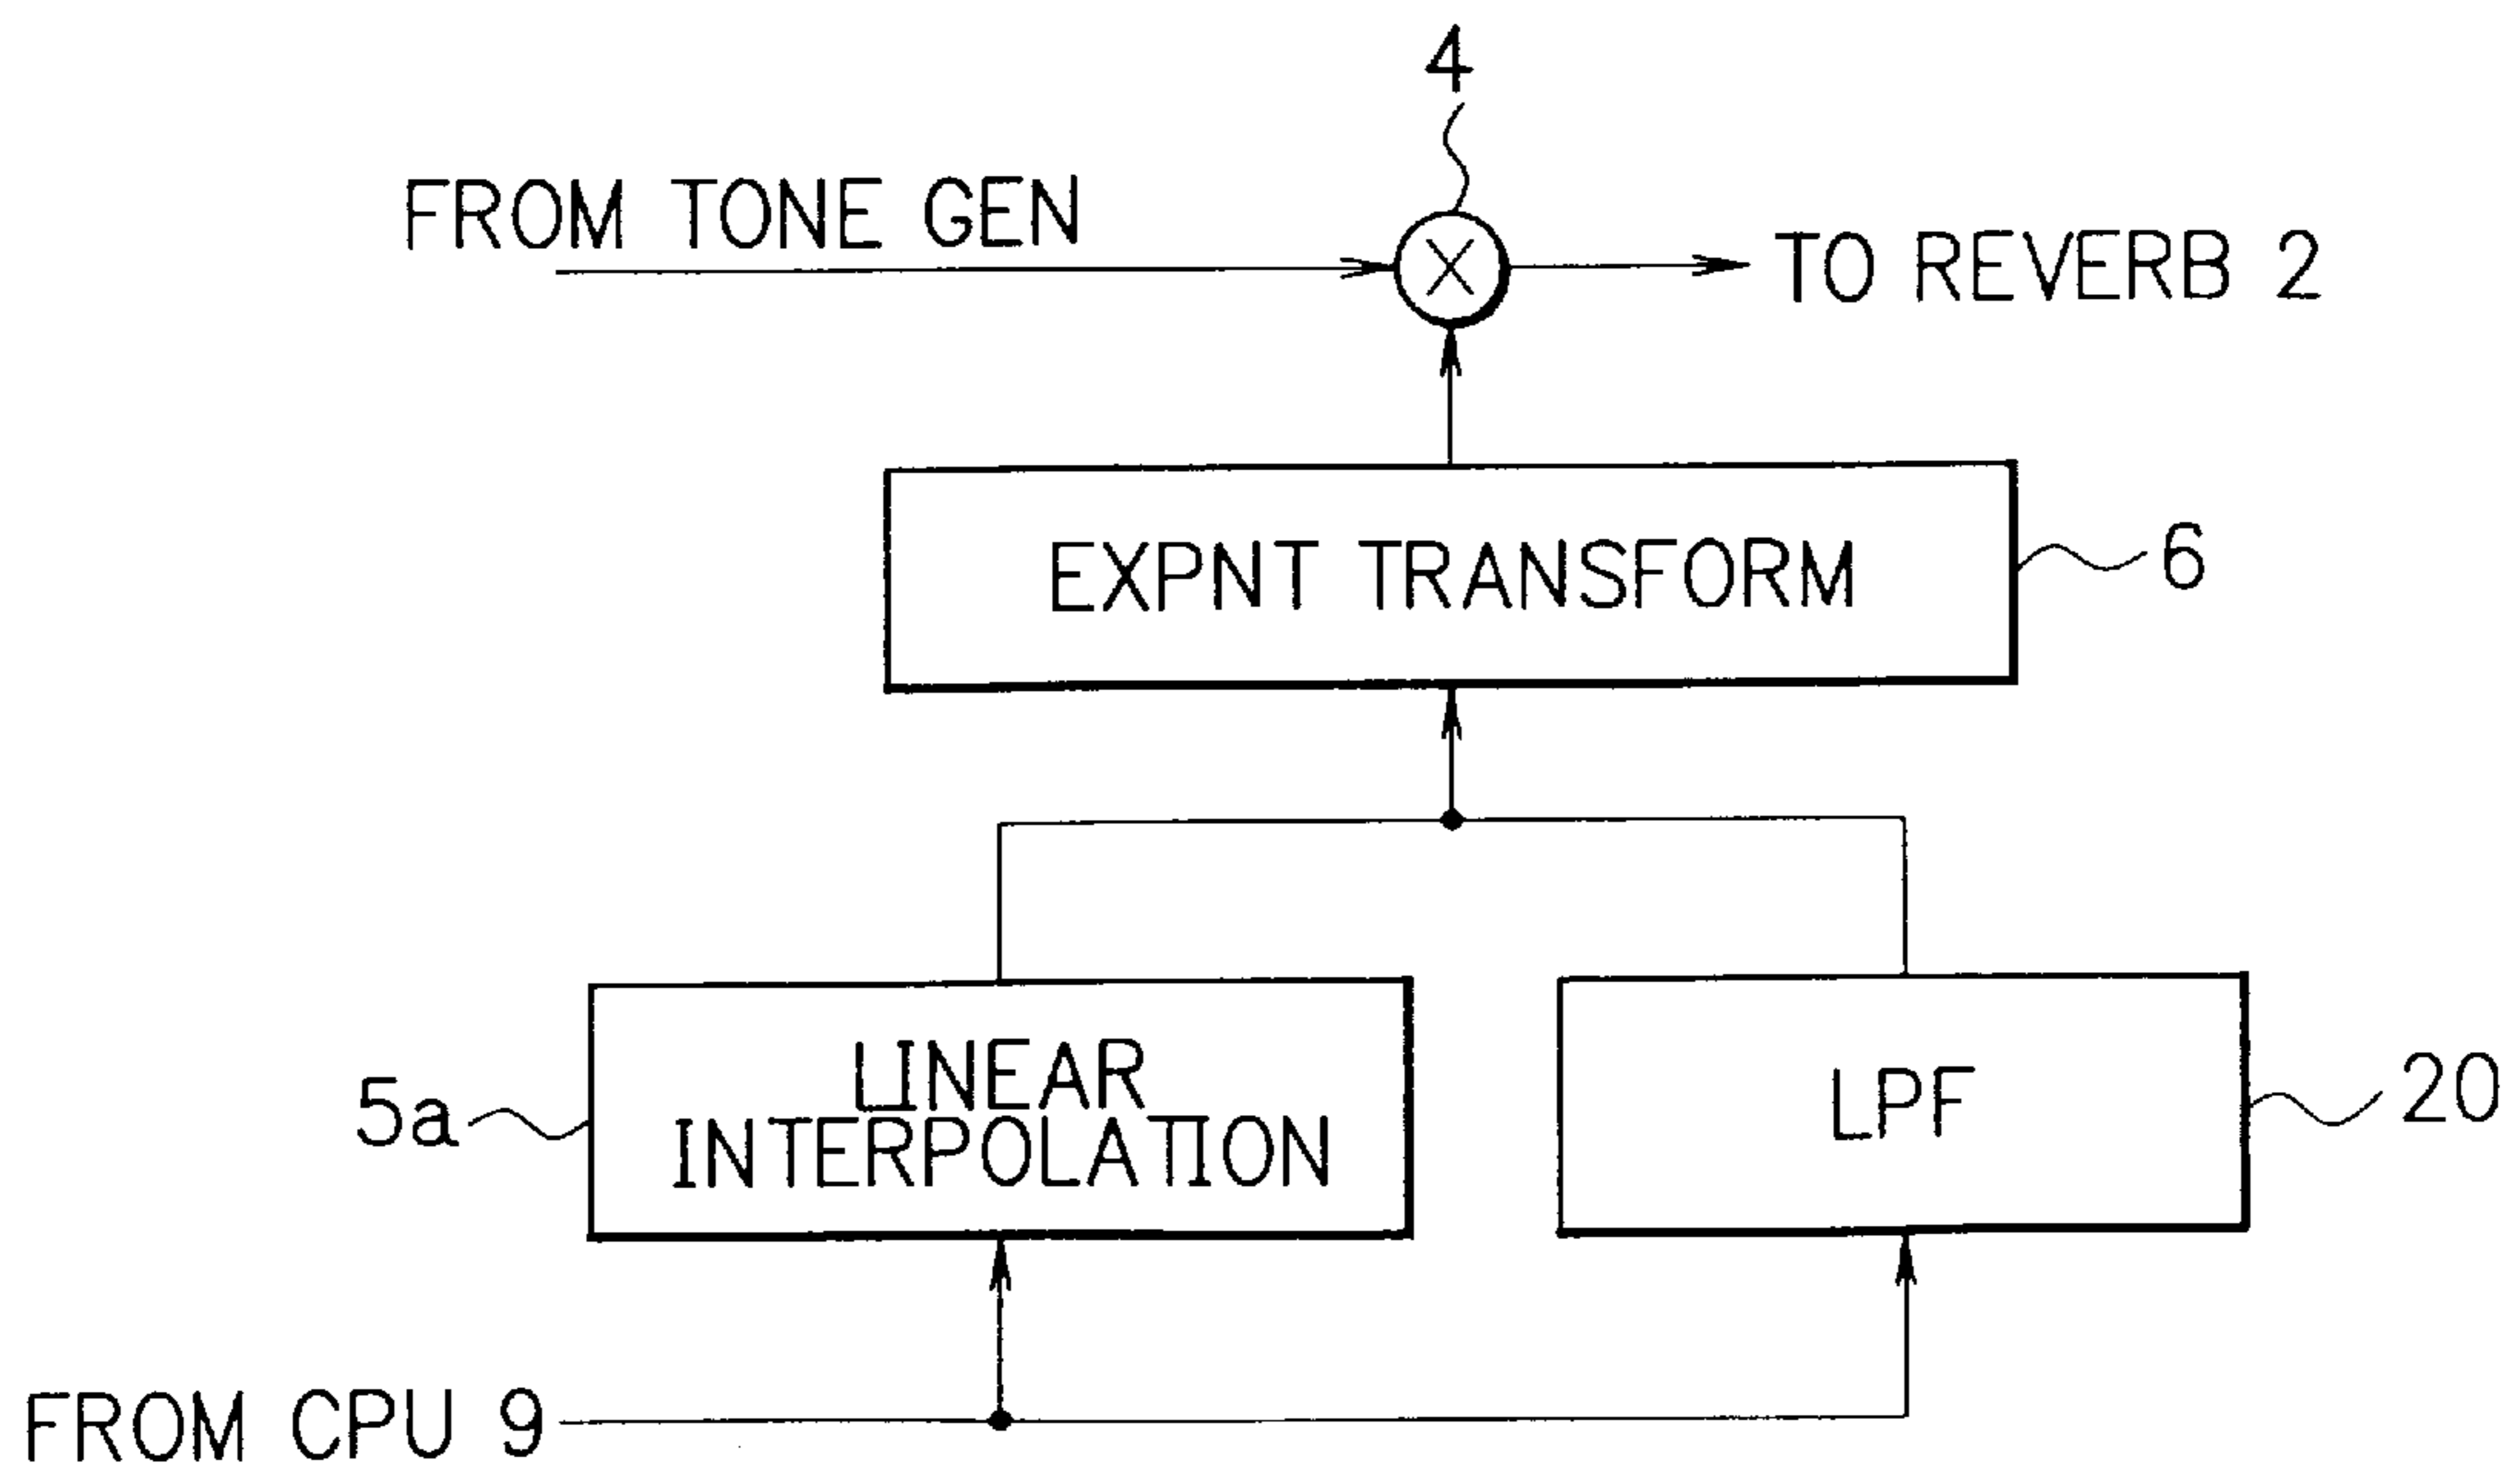 4
FROM TONE GEN
X
TO REVERB 2
EXPNT TRANSFORM
6
LINEAR
INTERPOLATION
5a
LPF
20
FROM CPU 9